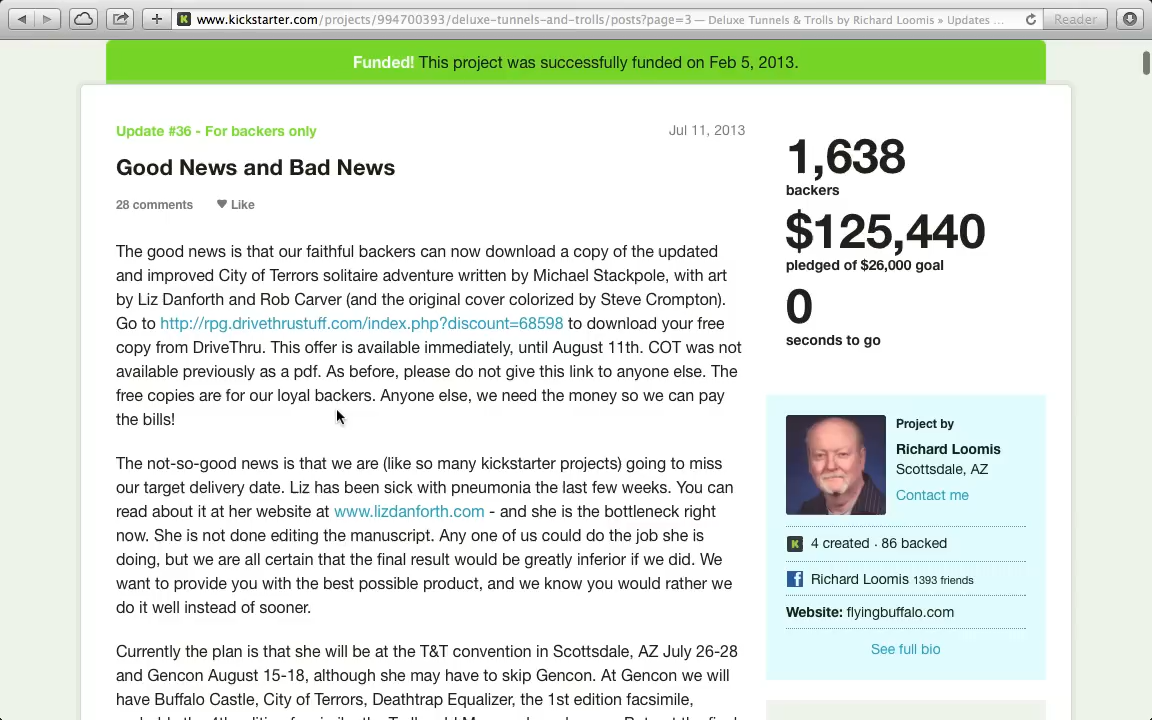 www.kickstarter.com/projects/994700393/deluxe-tunnels-and-trolls/posts?page=3 — Deluxe Tunnels & Trolls by Richard Loomis » Updates ...
Reader
Funded! This project was successfully funded on Feb 5, 2013.
Update #36 - For backers only
Jul 11, 2013
Good News and Bad News
28 comments
Like
The good news is that our faithful backers can now download a copy of the updated
and improved City of Terrors solitaire adventure written by Michael Stackpole, with art
by Liz Danforth and Rob Carver (and the original cover colorized by Steve Crompton).
Go to http://rpg.drivethrustuff.com/index.php?discount=68598 to download your free
copy from DriveThru. This offer is available immediately, until August 11th. COT was not
available previously as a pdf. As before, please do not give this link to anyone else. The
free copies are for our loyal backers. Anyone else, we need the money so we can pay
the bills!
The not-so-good news is that we are (like so many kickstarter projects) going to miss
our target delivery date. Liz has been sick with pneumonia the last few weeks. You can
read about it at her website at www.lizdanforth.com - and she is the bottleneck right
now. She is not done editing the manuscript. Any one of us could do the job she is
doing, but we are all certain that the final result would be greatly inferior if we did. We
want to provide you with the best possible product, and we know you would rather we
do it well instead of sooner.
Currently the plan is that she will be at the T&T convention in Scottsdale, AZ July 26-28
and Gencon August 15-18, although she may have to skip Gencon. At Gencon we will
have Buffalo Castle, City of Terrors, Deathtrap Equalizer, the 1st edition facsimile,
1,638
backers
$125,440
pledged of $26,000 goal
0
seconds to go
Project by
Richard Loomis
Scottsdale, AZ
Contact me
K
4 created · 86 backed
f
Richard Loomis 1393 friends
Website: flyingbuffalo.com
See full bio